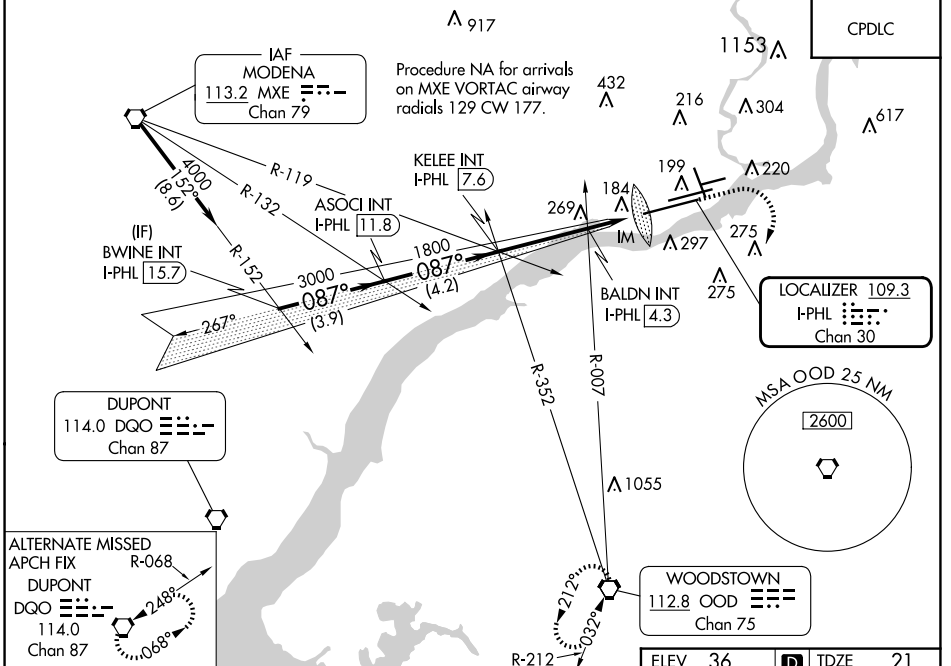 917
CPDLC
1153
IAF
MODENA
113.2 MXE
Chan 79
Procedure NA for arrivals
on MXE VORTAC airway
radials 129 CW 177.
432
216
304
617
R-119
KELEE INT
I-PHL 7.6
199
220
4000
152°
(8.6)
R-132
ASOCI INT
I-PHL 11.8
184
269
IM
297
275
(IF)
BWINE INT
I-PHL 15.7
R-152
3000
1800
087°
087°
(3.9)
(4.2)
267°
275
BALDN INT
I-PHL 4.3
LOCALIZER 109.3
I-PHL
Chan 30
R-352
R-007
MSA OOD 25 NM
2600
DUPONT
114.0 DQO
Chan 87
1055
ALTERNATE MISSED
APCH FIX
R-068
DUPONT
DQO
114.0
Chan 87
248°
068°
212°
032°
R-212
WOODSTOWN
112.8 OOD
Chan 75
ELEV 36
D
TDZE 21